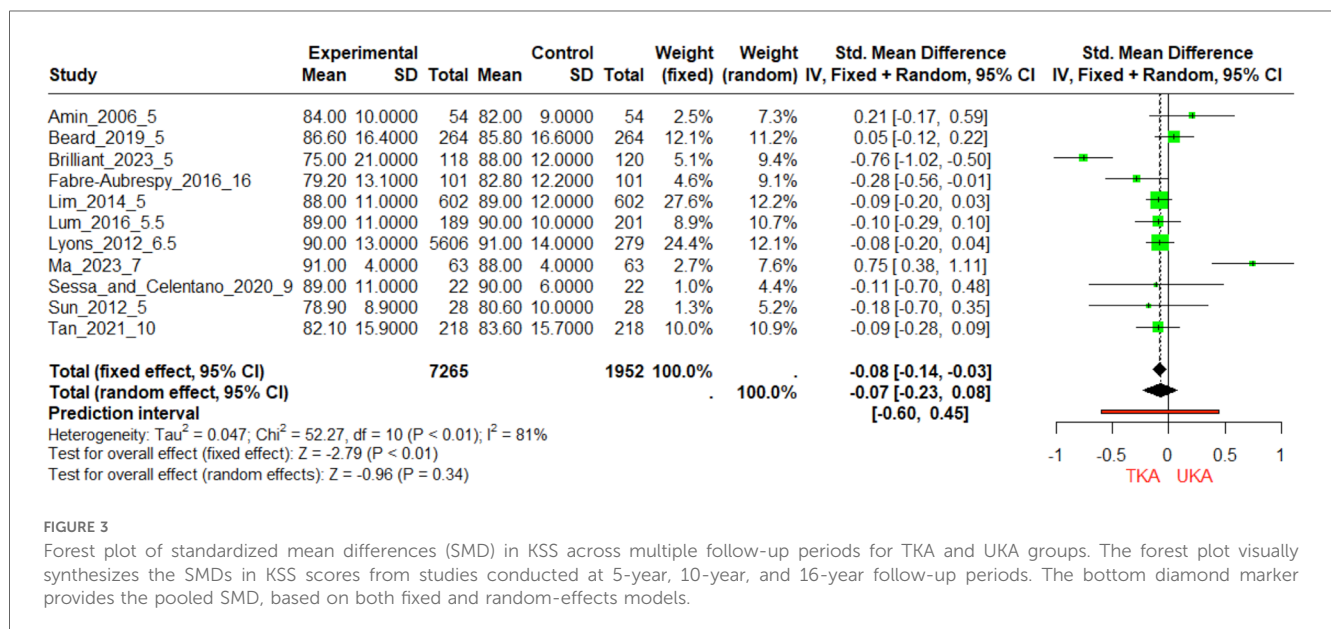 Experimental Control Weight Weight Std. Mean Difference Std. Mean Difference
Study Mean SD Total Mean SD Total (fixed) (random) IV, Fixed + Random, 95% CI IV, Fixed + Random, 95% CI
Amin_2006_5 84.00 10.0000 54 82.00 9.0000 54 2.5% 7.3% 0.21 [-0.17, 0.59]
Beard_2019_5 86.60 16.4000 264 85.80 16.6000 264 12.1% 11.2% 0.05 [-0.12, 0.22]
Brilliant_2023_5 75.00 21.0000 118 88.00 12.0000 120 5.1% 9.4% -0.76 [-1.02, -0.50]
Fabre-Aubrespy_2016_16 79.20 13.1000 101 82.80 12.2000 101 4.6% 9.1% -0.28 [-0.56, -0.01]
Lim_2014_5 88.00 11.0000 602 89.00 12.0000 602 27.6% 12.2% -0.09 [-0.20, 0.03]
Lum_2016_5.5 89.00 11.0000 189 90.00 10.0000 201 8.9% 10.7% -0.10 [-0.29, 0.10]
Lyons_2012_6.5 90.00 13.0000 5606 91.00 14.0000 279 24.4% 12.1% -0.08 [-0.20, 0.04]
Ma_2023_7 91.00 4.0000 63 88.00 4.0000 63 2.7% 7.6% 0.75 [0.38, 1.11]
Sessa_and_Celentano_2020_9 89.00 11.0000 22 90.00 6.0000 22 1.0% 4.4% -0.11 [-0.70, 0.48]
Sun_2012_5 78.90 8.9000 28 80.60 10.0000 28 1.3% 5.2% -0.18 [-0.70, 0.35]
Tan_2021_10 82.10 15.9000 218 83.60 15.7000 218 10.0% 10.9% -0.09 [-0.28, 0.09]
Total (fixed effect, 95% CI) 7265 1952 100.0% . -0.08 [-0.14, -0.03]
Total (random effect, 95% CI) . 100.0% -0.07 [-0.23, 0.08]
Prediction interval [-0.60, 0.45]
Heterogeneity: Tau² = 0.047; Chi² = 52.27, df = 10 (P < 0.01); I² = 81%
Test for overall effect (fixed effect): Z = -2.79 (P < 0.01)
Test for overall effect (random effects): Z = -0.96 (P = 0.34)
-1 -0.5 0 0.5 1
TKA UKA
FIGURE 3
Forest plot of standardized mean differences (SMD) in KSS across multiple follow-up periods for TKA and UKA groups. The forest plot visually
synthesizes the SMDs in KSS scores from studies conducted at 5-year, 10-year, and 16-year follow-up periods. The bottom diamond marker
provides the pooled SMD, based on both fixed and random-effects models.